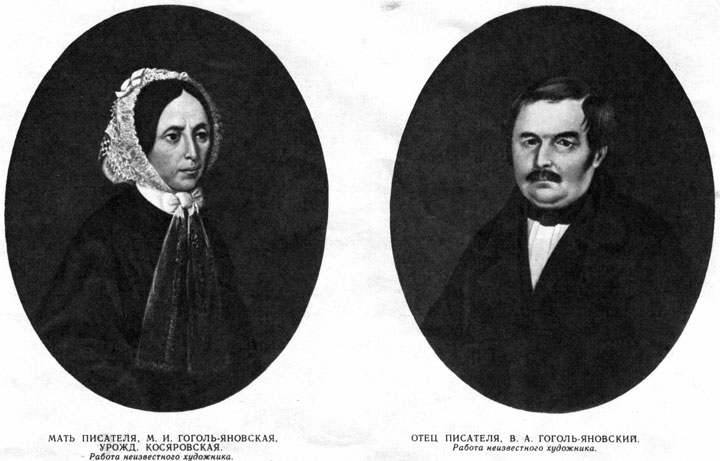 МАТЬ ПИСАТЕЛЯ, М. И. ГОГОЛЬ-ЯНОВСКАЯ,
УРОЖД. КОСЯРОВСКАЯ.
Работа неизвестного художника.
ОТЕЦ ПИСАТЕЛЯ, В. А. ГОГОЛЬ-ЯНОВСКИЙ.
Работа неизвестного художника.